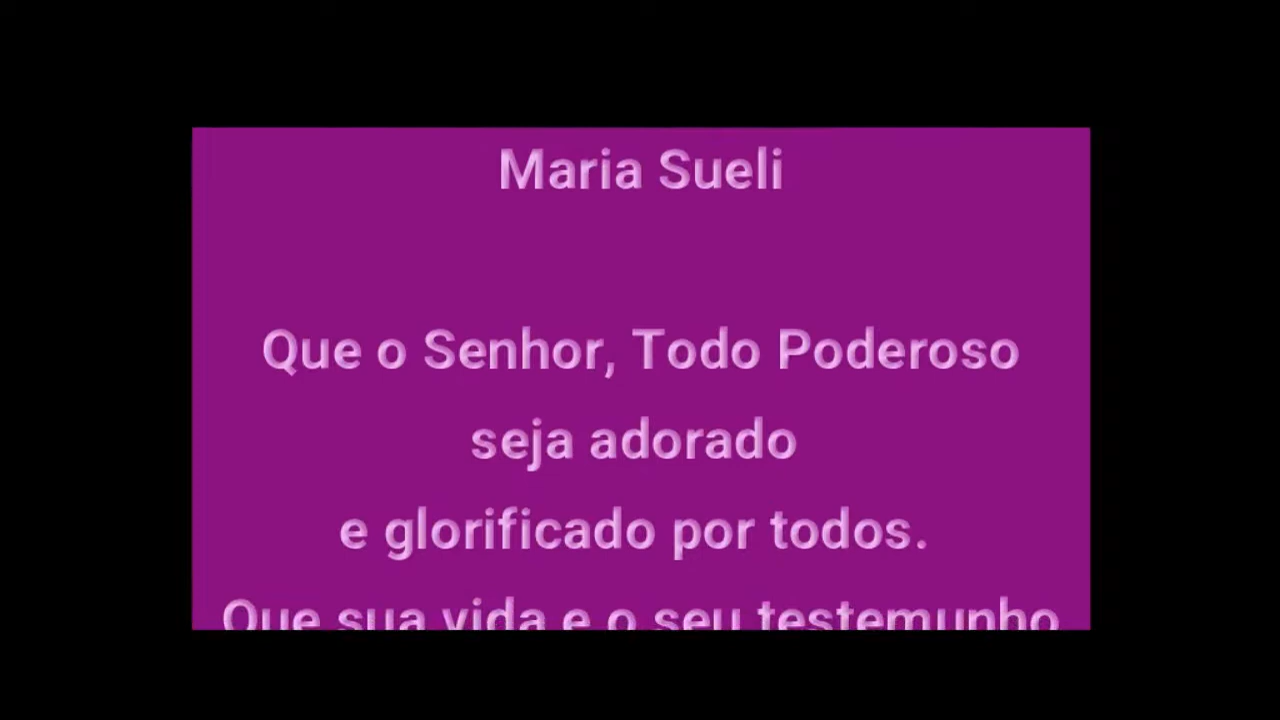 Maria Sueli
Que o Senhor, Todo Poderoso
seja adorado
e glorificado por todos.
Que sua vida e o seu testemunho